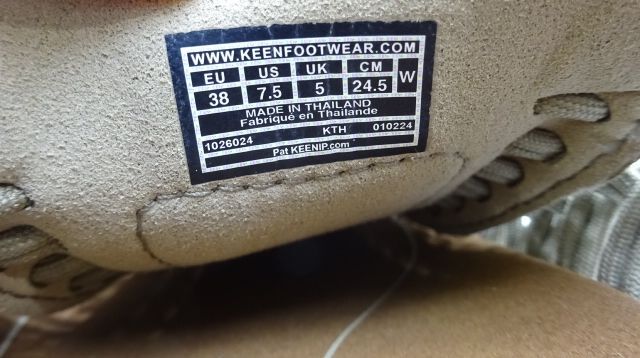 WWW.KEENFOOTWEAR.COM
EU US UK CM W
38 7.5 5 24.5
MADE IN THAILAND
Fabriqué en Thaïlande
1026024 KTH 010224
Pat KEENIP.com